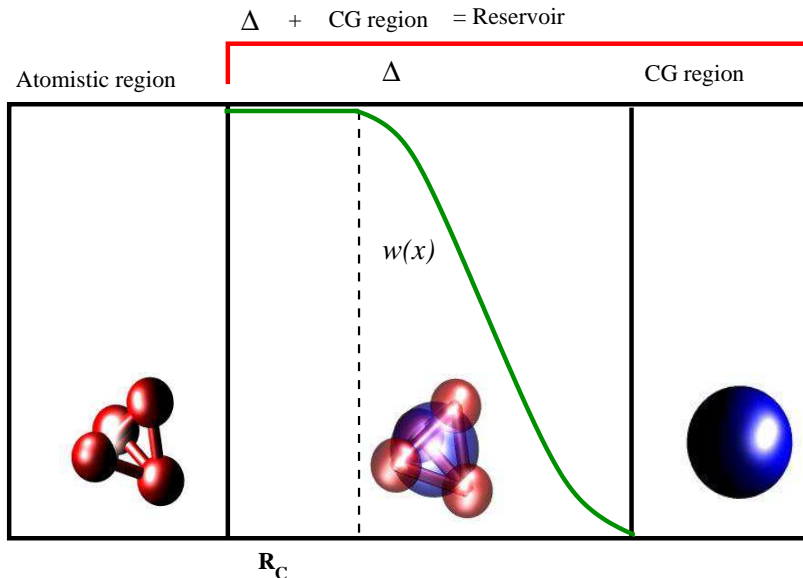 Δ + CG region = Reservoir
Atomistic region Δ CG region
w(x)
R_C